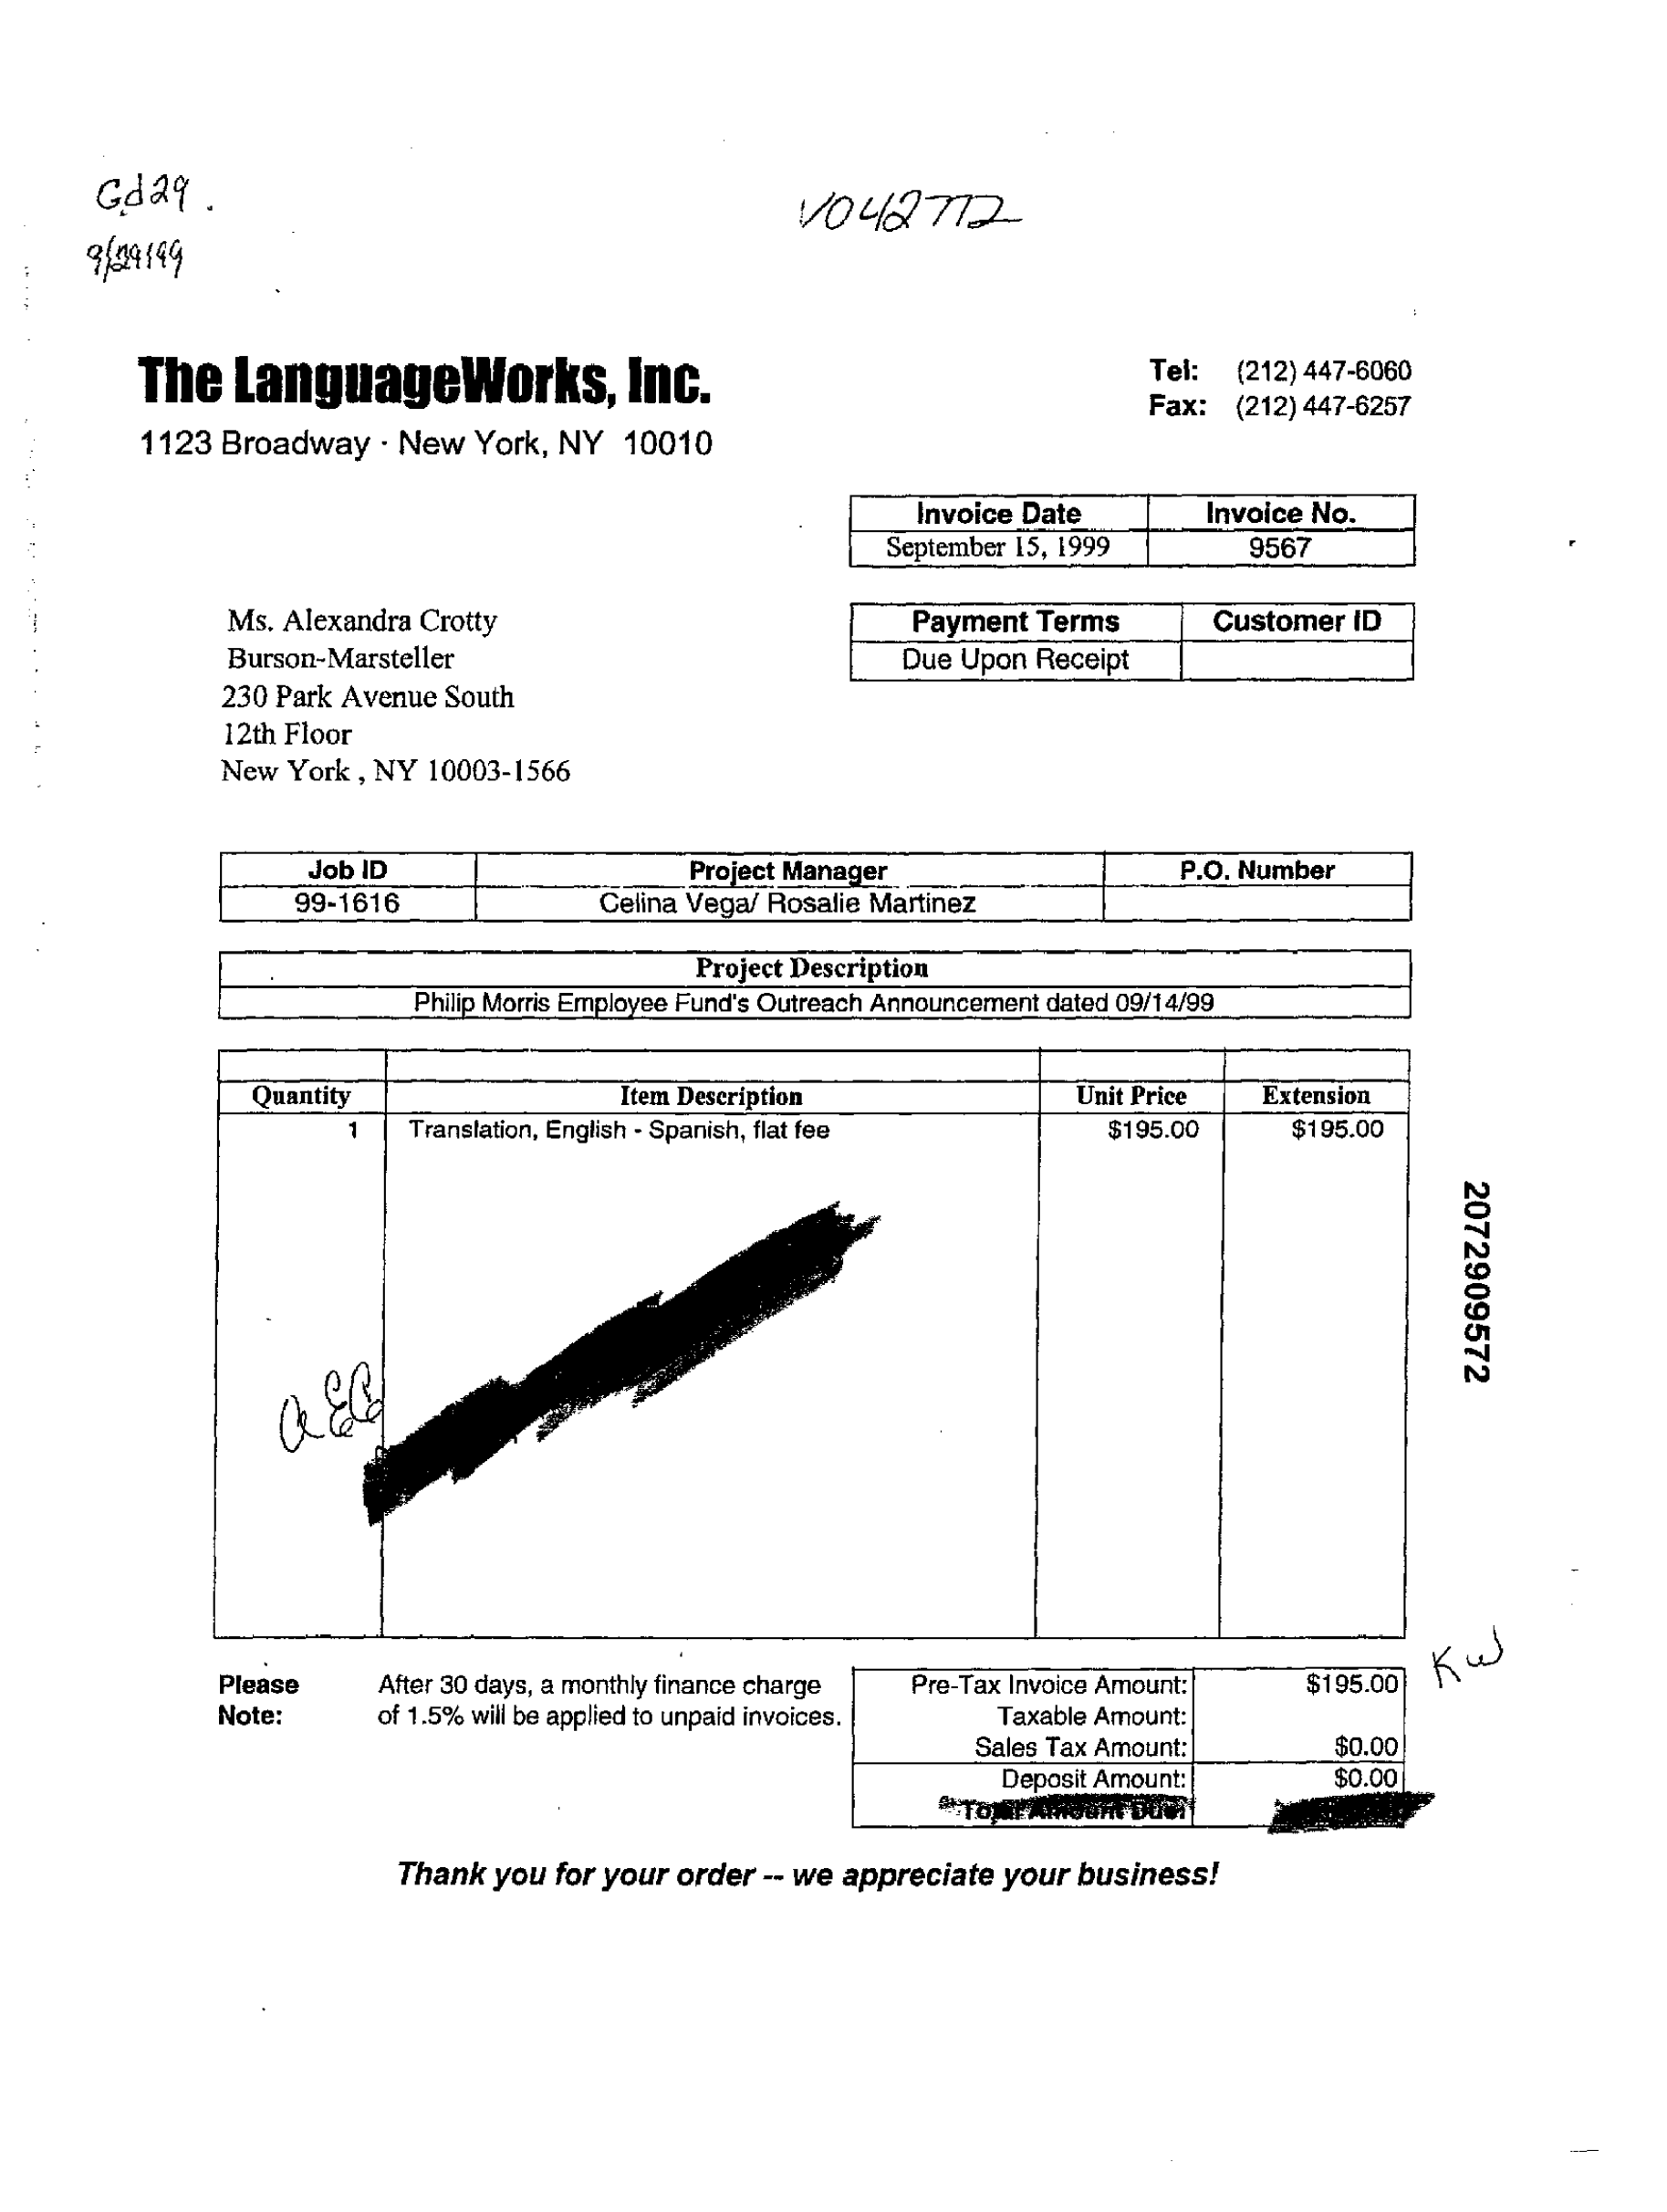 Gd29.
9/29/99
V042772
The LanguageWorks, Inc.
1123 Broadway · New York, NY 10010
Tel: (212) 447-6060
Fax: (212) 447-6257
Invoice Date Invoice No.
September 15, 1999 9567
Ms. Alexandra Crotty
Burson-Marsteller
230 Park Avenue South
12th Floor
New York , NY 10003-1566
Payment Terms Customer ID
Due Upon Receipt
Job ID Project Manager P.O. Number
99-1616 Celina Vega/ Rosalie Martinez
Project Description
Philip Morris Employee Fund's Outreach Announcement dated 09/14/99
Quantity Item Description Unit Price Extension
1 Translation, English - Spanish, flat fee $195.00 $195.00
2072909572
KW
Please Note: After 30 days, a monthly finance charge
of 1.5% will be applied to unpaid invoices.
Pre-Tax Invoice Amount: $195.00
Taxable Amount:
Sales Tax Amount: $0.00
Deposit Amount: $0.00
Total Amount Due:
Thank you for your order -- we appreciate your business!